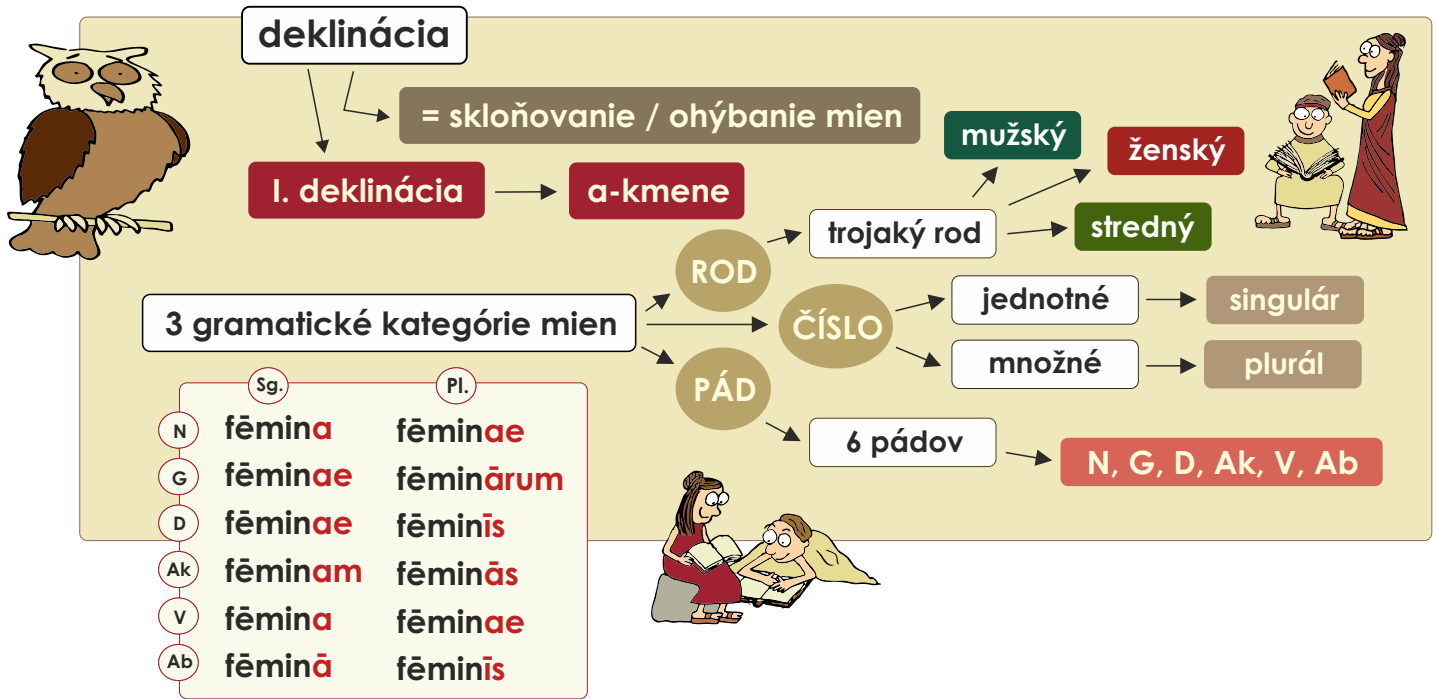 deklinácia
= skloňovanie / ohýbanie mien
I. deklinácia
a-kmene
mužský
ženský
trojaký rod
stredný
ROD
3 gramatické kategórie mien
ČÍSLO
jednotné
singulár
množné
plurál
PÁD
6 pádov
N, G, D, Ak, V, Ab
Sg. Pl.
N fēmina fēminae
G fēminae fēminārum
D fēminae fēminīs
Ak fēminam fēminās
V fēmina fēminae
Ab fēminā fēminīs